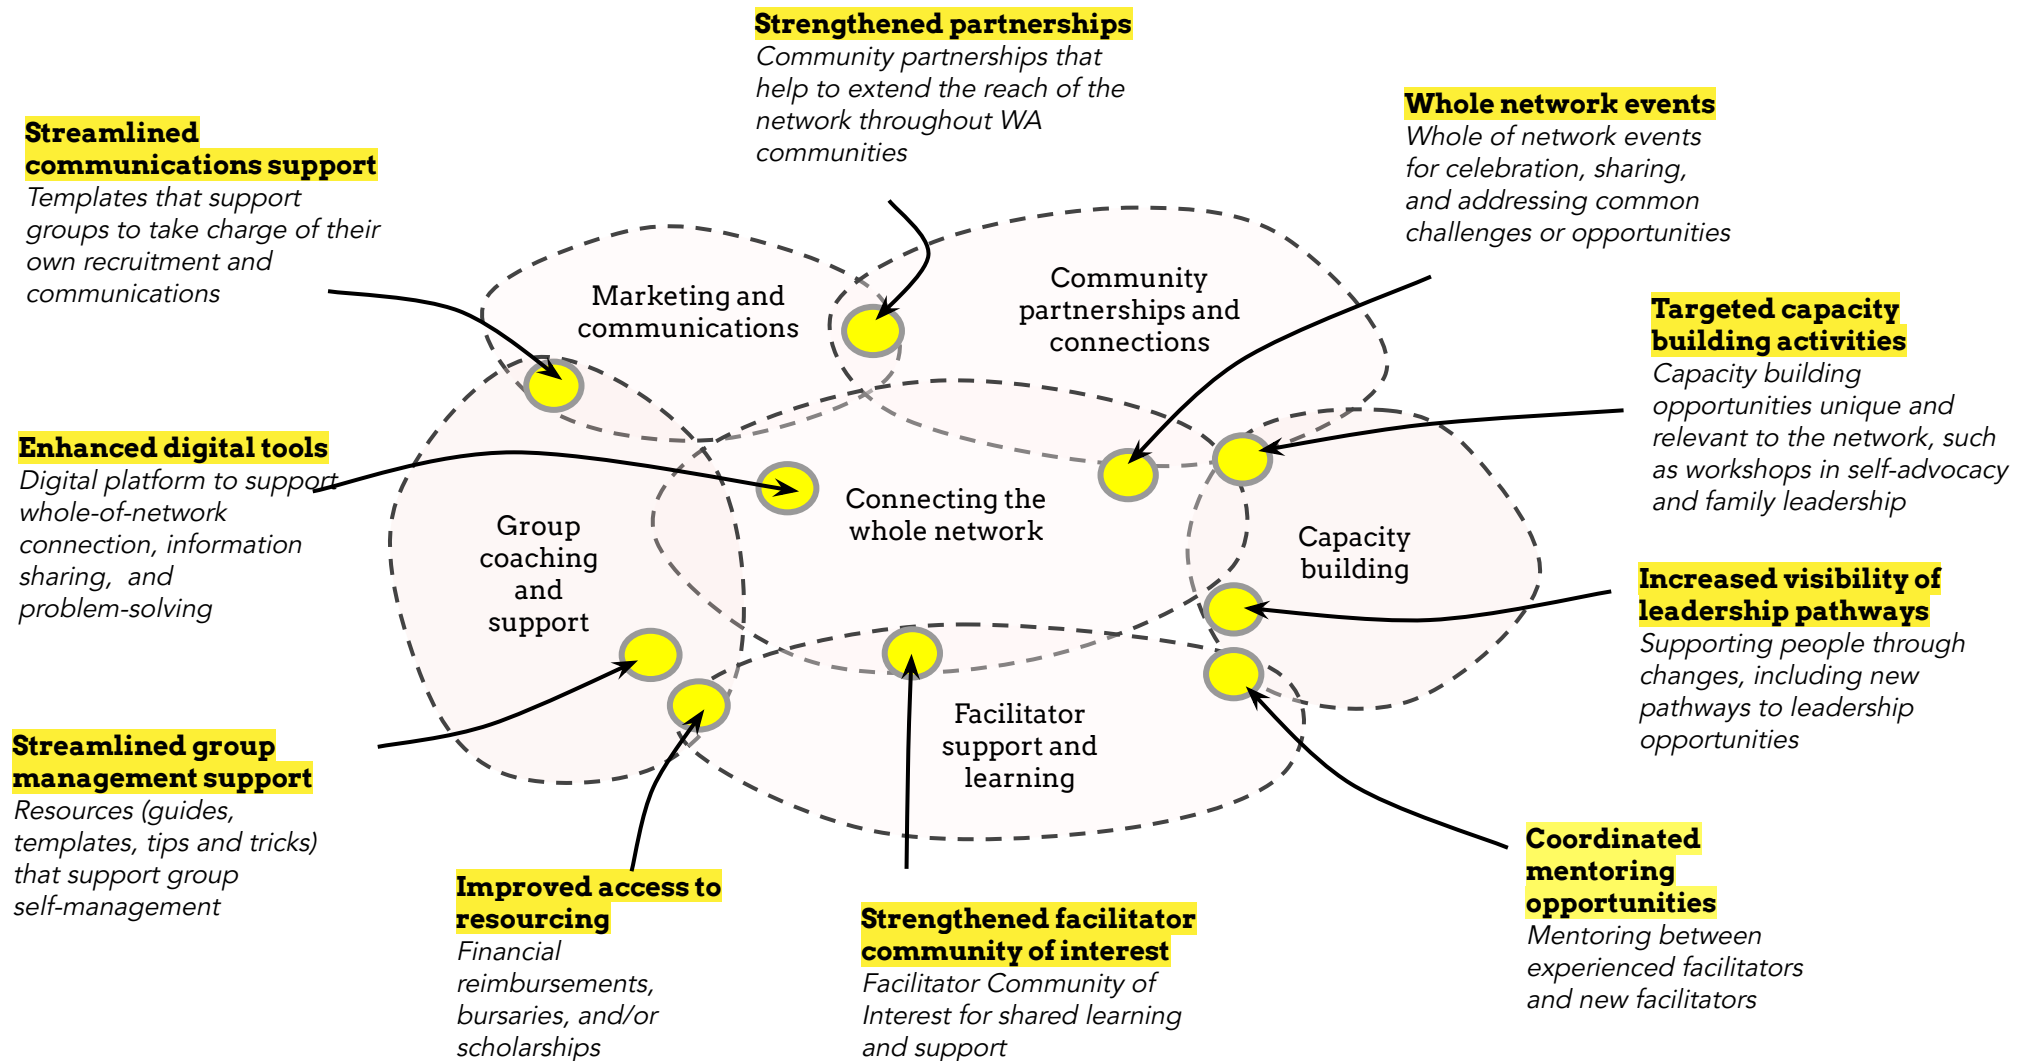 Strengthened partnerships
Community partnerships that
help to extend the reach of the
network throughout WA
communities
Whole network events
Whole of network events
for celebration, sharing,
and addressing common
challenges or opportunities
Streamlined
communications support
Templates that support
groups to take charge of their
own recruitment and
communications
Marketing and
communications
Community
partnerships and
connections
Targeted capacity
building activities
Capacity building
opportunities unique and
relevant to the network, such
as workshops in self-advocacy
and family leadership
Enhanced digital tools
Digital platform to support
whole-of-network
connection, information
sharing, and
problem-solving
Group
coaching
and
support
Connecting the
whole network
Capacity
building
Increased visibility of
leadership pathways
Supporting people through
changes, including new
pathways to leadership
opportunities
Streamlined group
management support
Resources (guides,
templates, tips and tricks)
that support group
self-management
Facilitator
support and
learning
Improved access to
resourcing
Financial
reimbursements,
bursaries, and/or
scholarships
Strengthened facilitator
community of interest
Facilitator Community of
Interest for shared learning
and support
Coordinated
mentoring
opportunities
Mentoring between
experienced facilitators
and new facilitators